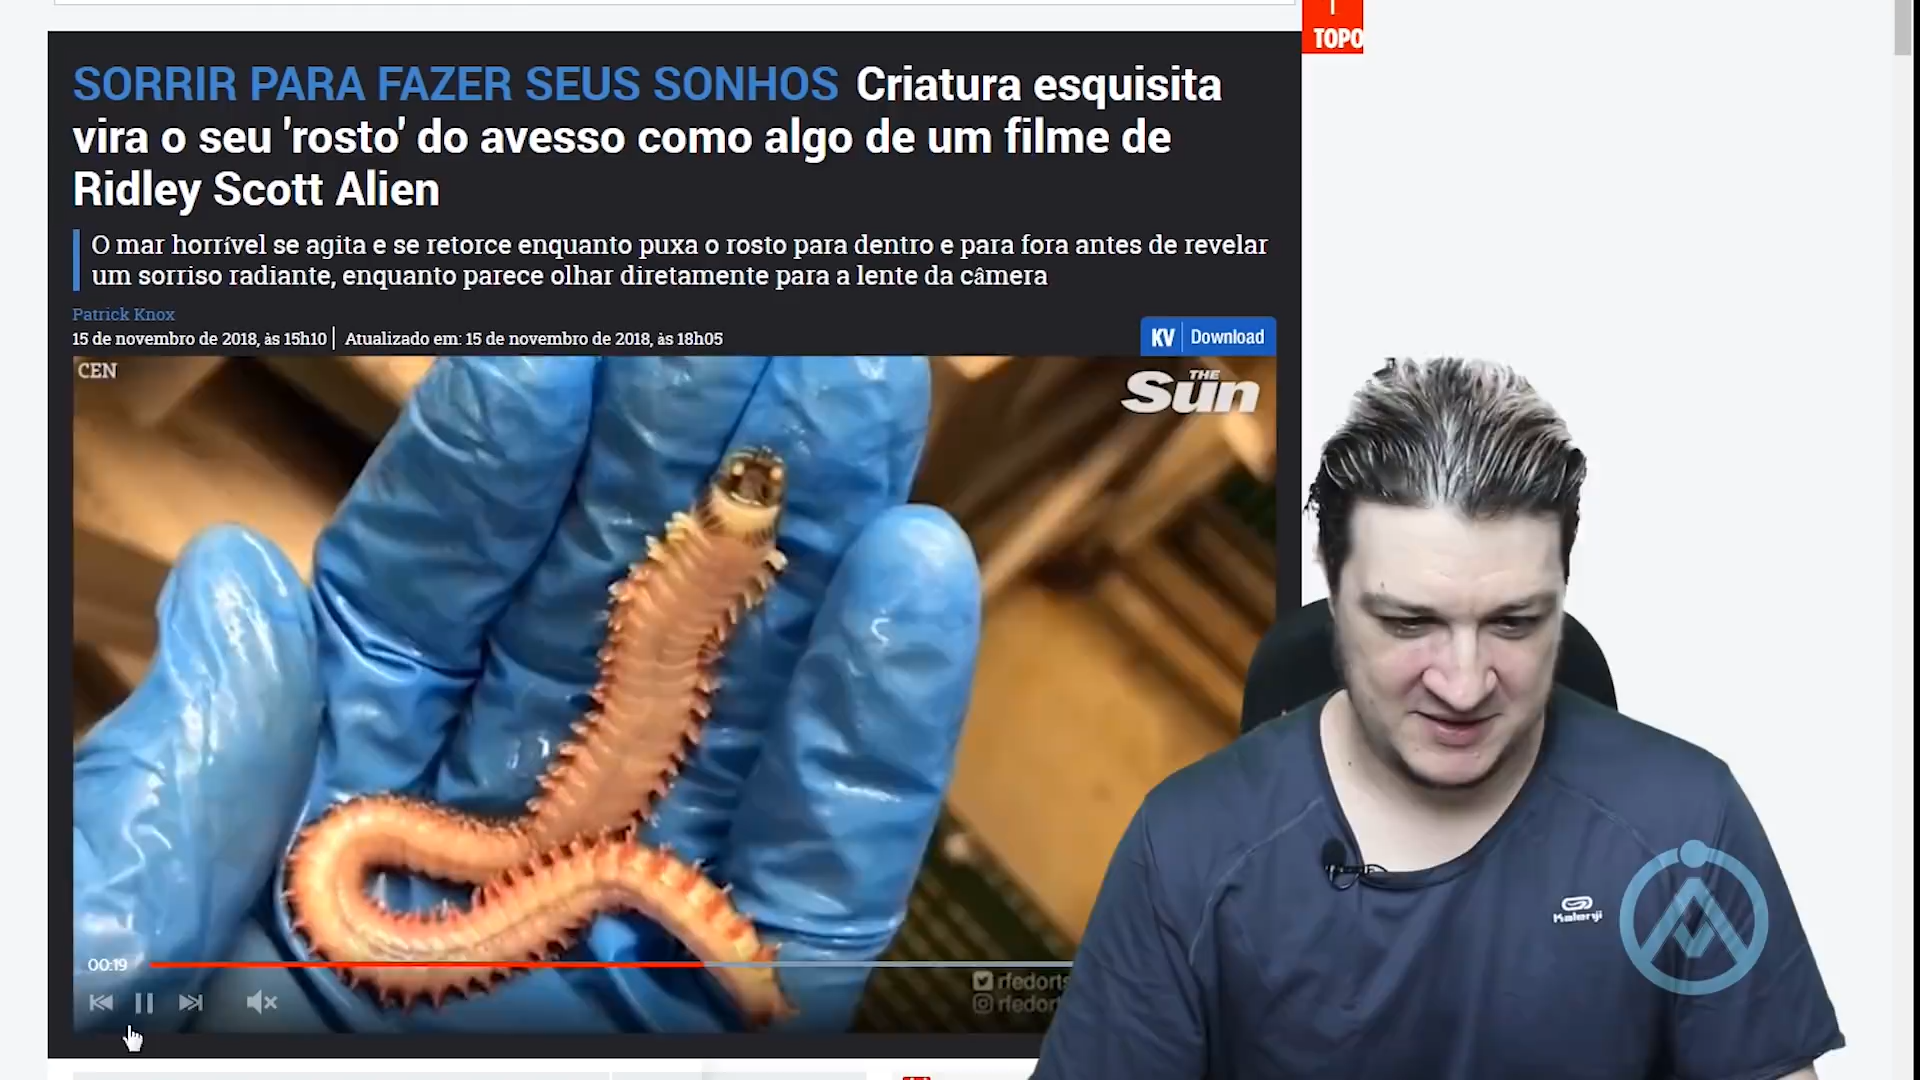 TOPO
SORRIR PARA FAZER SEUS SONHOS Criatura esquisita
vira o seu 'rosto' do avesso como algo de um filme de
Ridley Scott Alien
O mar horrível se agita e se retorce enquanto puxa o rosto para dentro e para fora antes de revelar
um sorriso radiante, enquanto parece olhar diretamente para a lente da câmera
Patrick Knox
15 de novembro de 2018, às 15h10 | Atualizado em: 15 de novembro de 2018, às 18h05
KV Download
CEN
THE
Sun
Kalenji
00:19
rfedorts